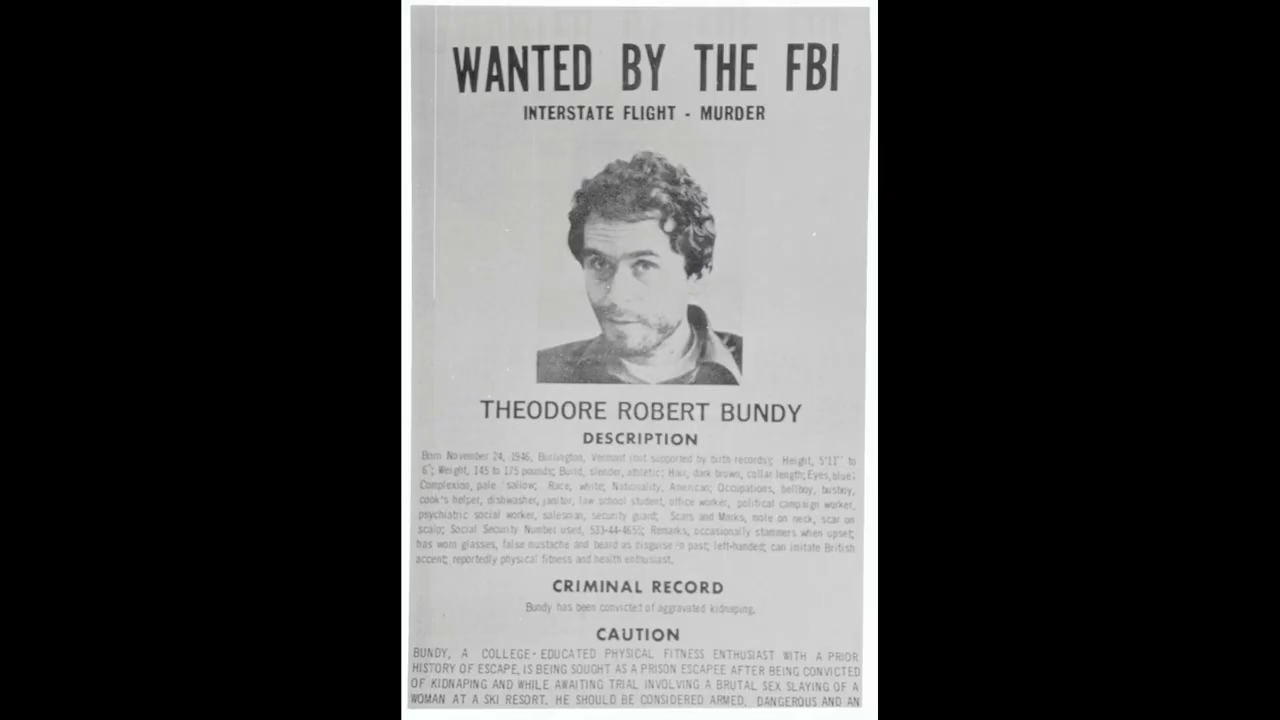 WANTED BY THE FBI
INTERSTATE FLIGHT - MURDER
THEODORE ROBERT BUNDY
DESCRIPTION
Born November 24, 1946, Burlington, Vermont (not supported by birth records); Height, 5'11" to
6'; Weight, 145 to 175 pounds; Build, slender, athletic; Hair, dark brown, collar length; Eyes, blue;
Complexion, pale / sallow; Race, white; Nationality, American; Occupations, bellboy, busboy,
cook's helper, dishwasher, janitor, law school student, office worker, political campaign worker,
psychiatric social worker, salesman, security guard; Scars and Marks, mole on neck, scar on
scalp; Social Security Number used, Remarks, occasionally stammers when upset;
has worn glasses, false mustache and beard as disguise in past; left-handed; can imitate British
accent; reportedly physical fitness and health enthusiast.
CRIMINAL RECORD
Bundy has been convicted of aggravated kidnaping.
CAUTION
BUNDY, A COLLEGE-EDUCATED PHYSICAL FITNESS ENTHUSIAST WITH A PRIOR
HISTORY OF ESCAPE, IS BEING SOUGHT AS A PRISON ESCAPEE AFTER BEING CONVICTED
OF KIDNAPING AND WHILE AWAITING TRIAL INVOLVING A BRUTAL SEX SLAYING OF A
WOMAN AT A SKI RESORT. HE SHOULD BE CONSIDERED ARMED, DANGEROUS AND AN